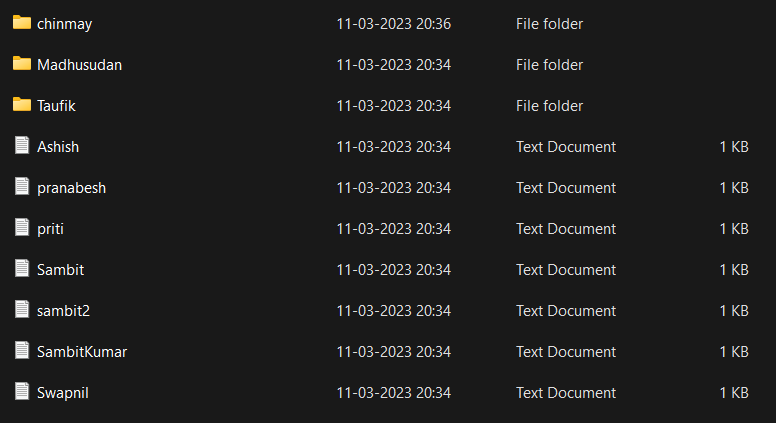 chinmay 11-03-2023 20:36 File folder
Madhusudan 11-03-2023 20:34 File folder
Taufik 11-03-2023 20:34 File folder
Ashish 11-03-2023 20:34 Text Document 1 KB
pranabesh 11-03-2023 20:34 Text Document 1 KB
priti 11-03-2023 20:34 Text Document 1 KB
Sambit 11-03-2023 20:34 Text Document 1 KB
sambit2 11-03-2023 20:34 Text Document 1 KB
SambitKumar 11-03-2023 20:34 Text Document 1 KB
Swapnil 11-03-2023 20:34 Text Document 1 KB